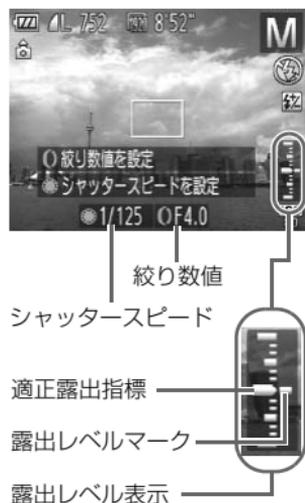 L 752 8'52" M
絞り数値を設定
シャッタースピードを設定
1/125 F4.0
絞り数値
シャッタースピード
適正露出指標
露出レベルマーク
露出レベル表示